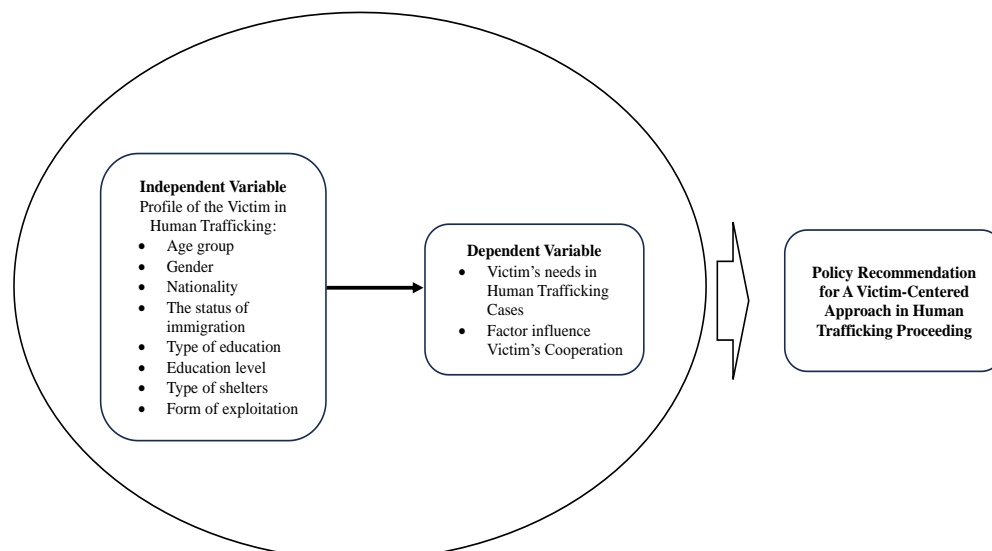 Independent Variable
Profile of the Victim in
Human Trafficking:
• Age group
• Gender
• Nationality
• The status of
immigration
• Type of education
• Education level
• Type of shelters
• Form of exploitation
Dependent Variable
• Victim's needs in
Human Trafficking
Cases
• Factor influence
Victim's Cooperation
Policy Recommendation
for A Victim-Centered
Approach in Human
Trafficking Proceeding